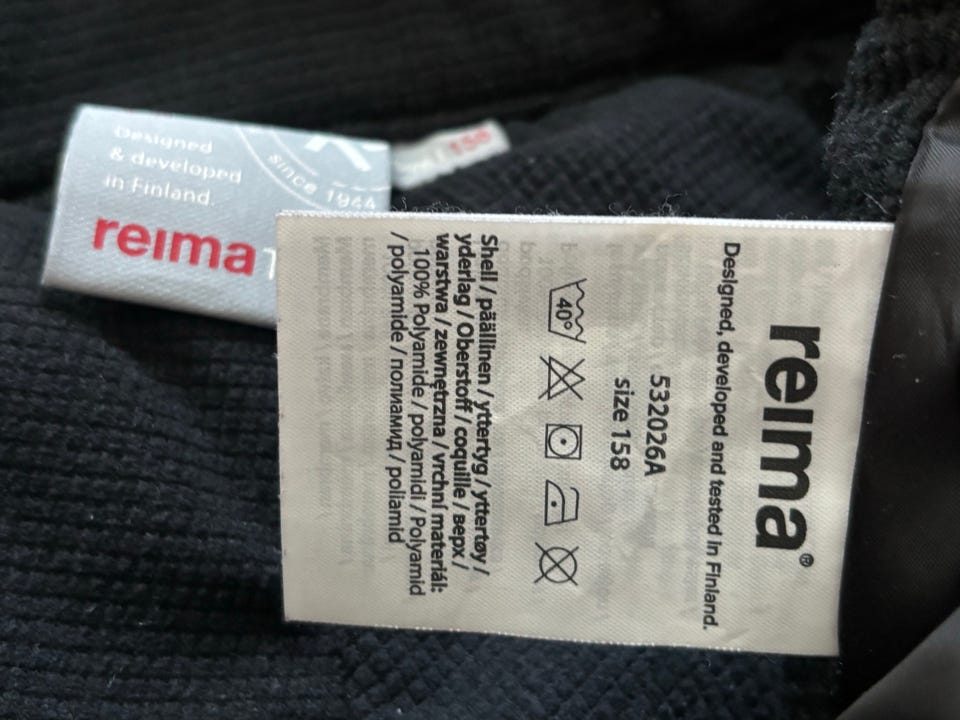 Designed
& developed
in Finland.
since 1944
reima
reima®
Designed, developed and tested in Finland.
532026A
size 158
40°
Shell / päällinen / yttertyg / yttertøy /
yderlag / Oberstoff / coquille / верх /
warstwa / zewnętrzna / vrchní materiál:
100% Polyamide / polyamidi / Polyamid
/ polyamide / полиамид / poliamid